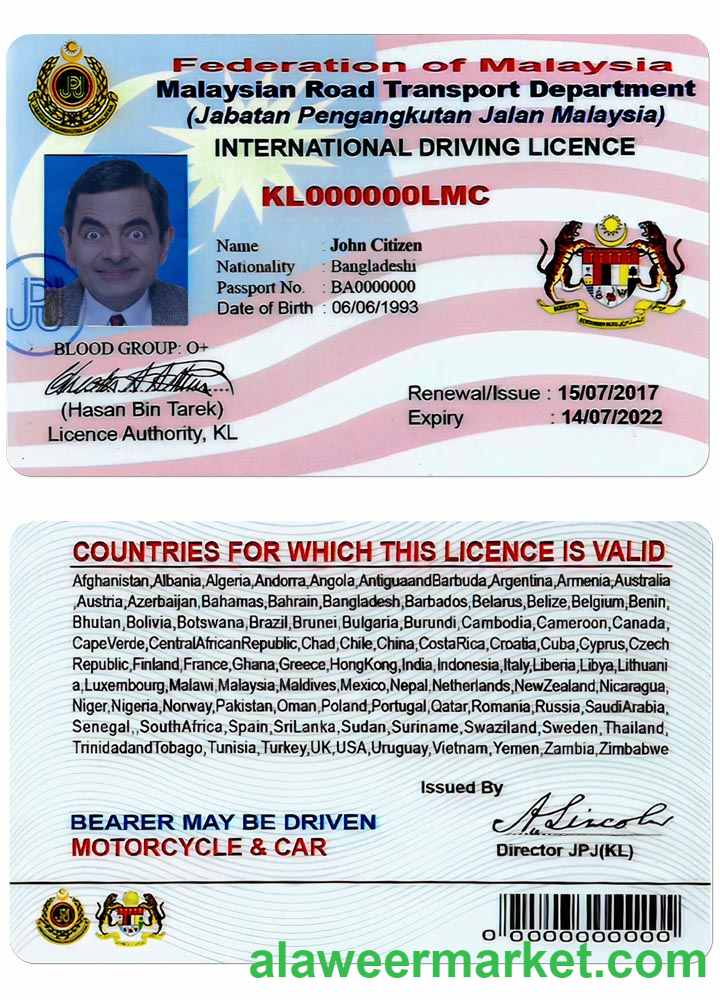 Federation of Malaysia
Malaysian Road Transport Department
(Jabatan Pengangkutan Jalan Malaysia)
INTERNATIONAL DRIVING LICENCE
KL000000LMC
Name : John Citizen
Nationality : Bangladeshi
Passport No. : BA0000000
Date of Birth : 06/06/1993
JPJ
BLOOD GROUP: O+
(Hasan Bin Tarek)
Licence Authority, KL
Renewal/Issue : 15/07/2017
Expiry : 14/07/2022
COUNTRIES FOR WHICH THIS LICENCE IS VALID
Afghanistan,Albania,Algeria,Andorra,Angola,AntiguaandBarbuda,Argentina,Armenia,Australia
,Austria,Azerbaijan,Bahamas,Bahrain,Bangladesh,Barbados,Belarus,Belize,Belgium,Benin,
Bhutan,Bolivia,Botswana,Brazil,Brunei,Bulgaria,Burundi,Cambodia,Cameroon,Canada,
CapeVerde,CentralAfricanRepublic,Chad,Chile,China,CostaRica,Croatia,Cuba,Cyprus,Czech
Republic,Finland,France,Ghana,Greece,HongKong,India,Indonesia,Italy,Liberia,Libya,Lithuani
a,Luxembourg,Malawi,Malaysia,Maldives,Mexico,Nepal,Netherlands,NewZealand,Nicaragua,
Niger,Nigeria,Norway,Pakistan,Oman,Poland,Portugal,Qatar,Romania,Russia,SaudiArabia,
Senegal,,SouthAfrica,Spain,SriLanka,Sudan,Suriname,Swaziland,Sweden,Thailand,
TrinidadandTobago,Tunisia,Turkey,UK,USA,Uruguay,Vietnam,Yemen,Zambia,Zimbabwe
Issued By
A. Lincoln
BEARER MAY BE DRIVEN
MOTORCYCLE & CAR
Director JPJ(KL)
0 0000000000 0
alaweermarket.com